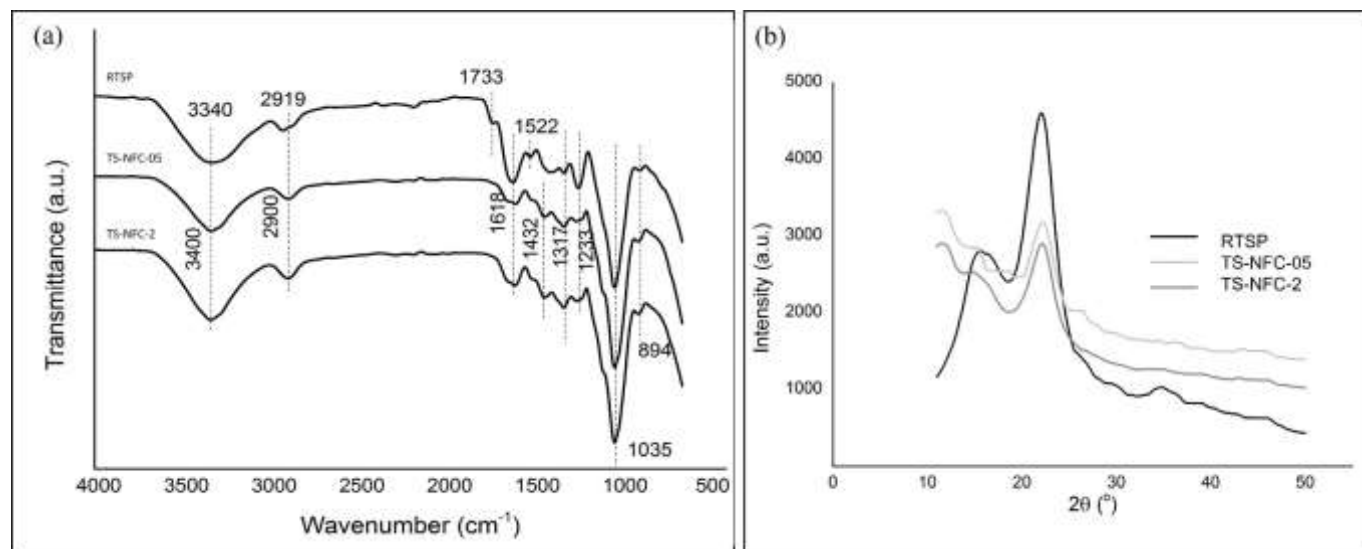 (a)
RTSP
1733
3340
2919
1522
TS-NFC-05
TS-NFC-2
3400
2900
1618
1432
1317
1233
894
1035
Transmittance (a.u.)
4000 3500 3000 2500 2000 1500 1000 500
Wavenumber (cm-1)
(b)
5000
4000
3000
2000
1000
Intensity (a.u.)
RTSP
TS-NFC-05
TS-NFC-2
0 10 20 30 40 50
2θ (°)